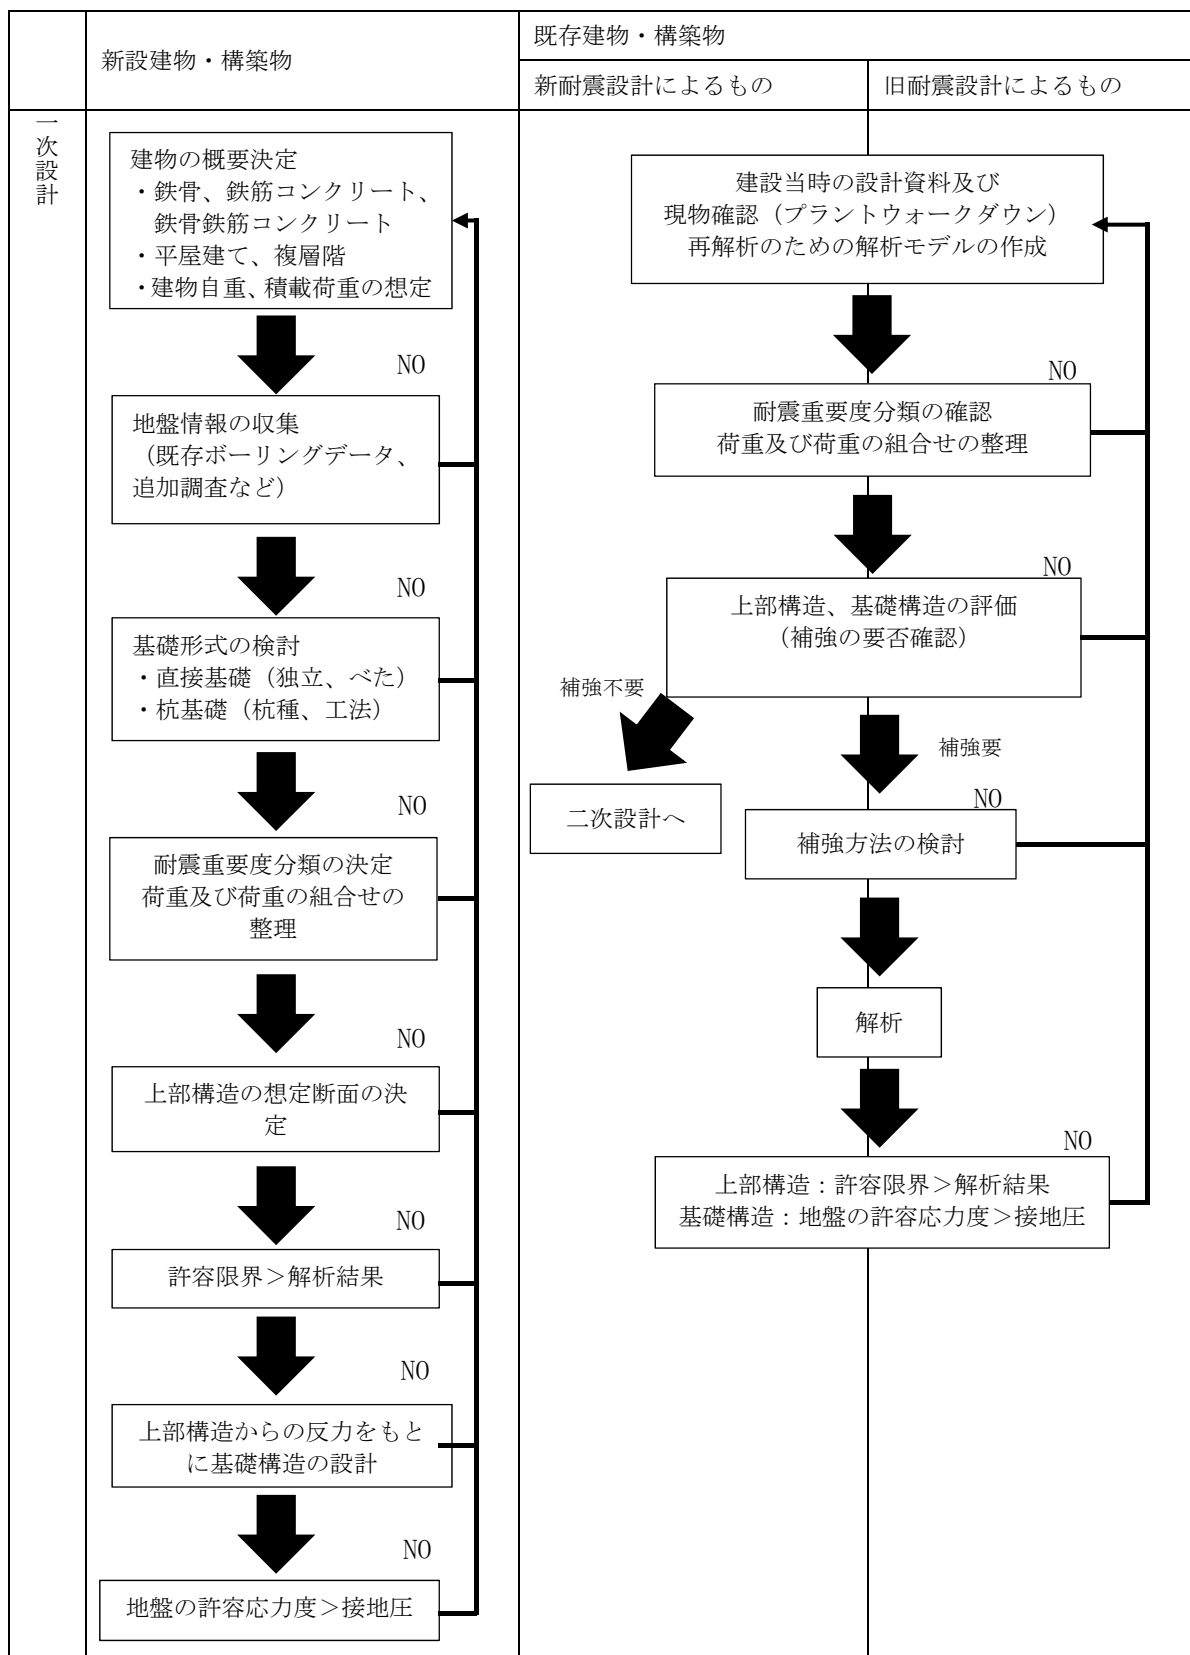 新設建物・構築物
既存建物・構築物
新耐震設計によるもの
旧耐震設計によるもの
一次設計
建物の概要決定
・鉄骨、鉄筋コンクリート、
鉄骨鉄筋コンクリート
・平屋建て、複層階
・建物自重、積載荷重の想定
NO
地盤情報の収集
（既存ボーリングデータ、
追加調査など）
NO
基礎形式の検討
・直接基礎（独立、べた）
・杭基礎（杭種、工法）
NO
耐震重要度分類の決定
荷重及び荷重の組合せの
整理
NO
上部構造の想定断面の決
定
NO
許容限界＞解析結果
NO
上部構造からの反力をもと
に基礎構造の設計
NO
地盤の許容応力度＞接地圧
建設当時の設計資料及び
現物確認（プラントウォークダウン）
再解析のための解析モデルの作成
NO
耐震重要度分類の確認
荷重及び荷重の組合せの整理
NO
上部構造、基礎構造の評価
（補強の要否確認）
補強不要
補強要
二次設計へ
NO
補強方法の検討
解析
NO
上部構造：許容限界＞解析結果
基礎構造：地盤の許容応力度＞接地圧